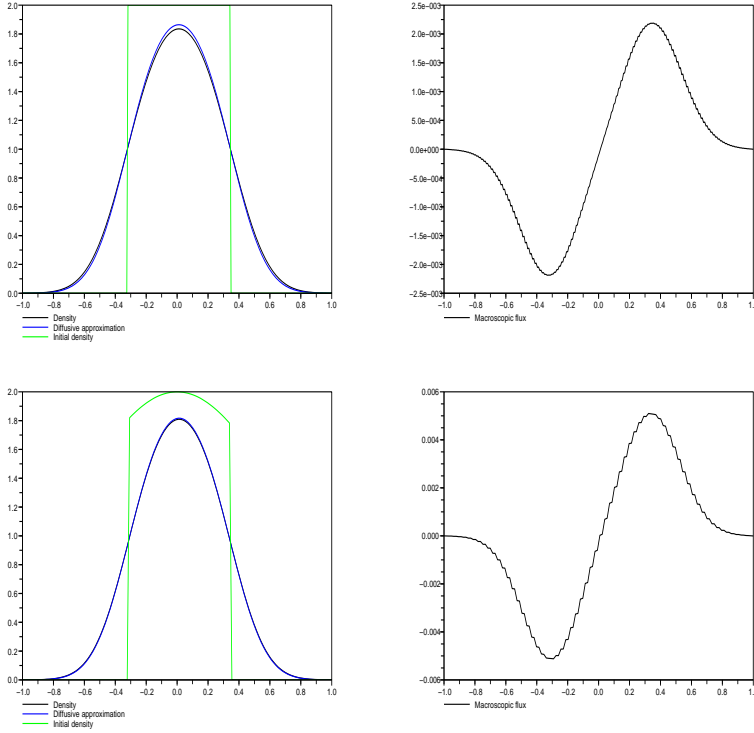 2.0
1.8
1.6
1.4
1.2
1.0
0.8
0.6
0.4
0.2
0.0
−1.0 −0.8 −0.6 −0.4 −0.2 0.0 0.2 0.4 0.6 0.8 1.0
Density
Diffusive approximation
Initial density
2.5e−003
2.0e−003
1.5e−003
1.0e−003
5.0e−004
0.0e+000
−5.0e−004
−1.0e−003
−1.5e−003
−2.0e−003
−2.5e−003
−1.0 −0.8 −0.6 −0.4 −0.2 0.0 0.2 0.4 0.6 0.8 1.0
Macroscopic flux
2.0
1.8
1.6
1.4
1.2
1.0
0.8
0.6
0.4
0.2
0.0
−1.0 −0.8 −0.6 −0.4 −0.2 0.0 0.2 0.4 0.6 0.8 1.0
Density
Diffusive approximation
Initial density
0.006
0.004
0.002
0.000
−0.002
−0.004
−0.006
−1.0 −0.8 −0.6 −0.4 −0.2 0.0 0.2 0.4 0.6 0.8 1.
Macroscopic flux